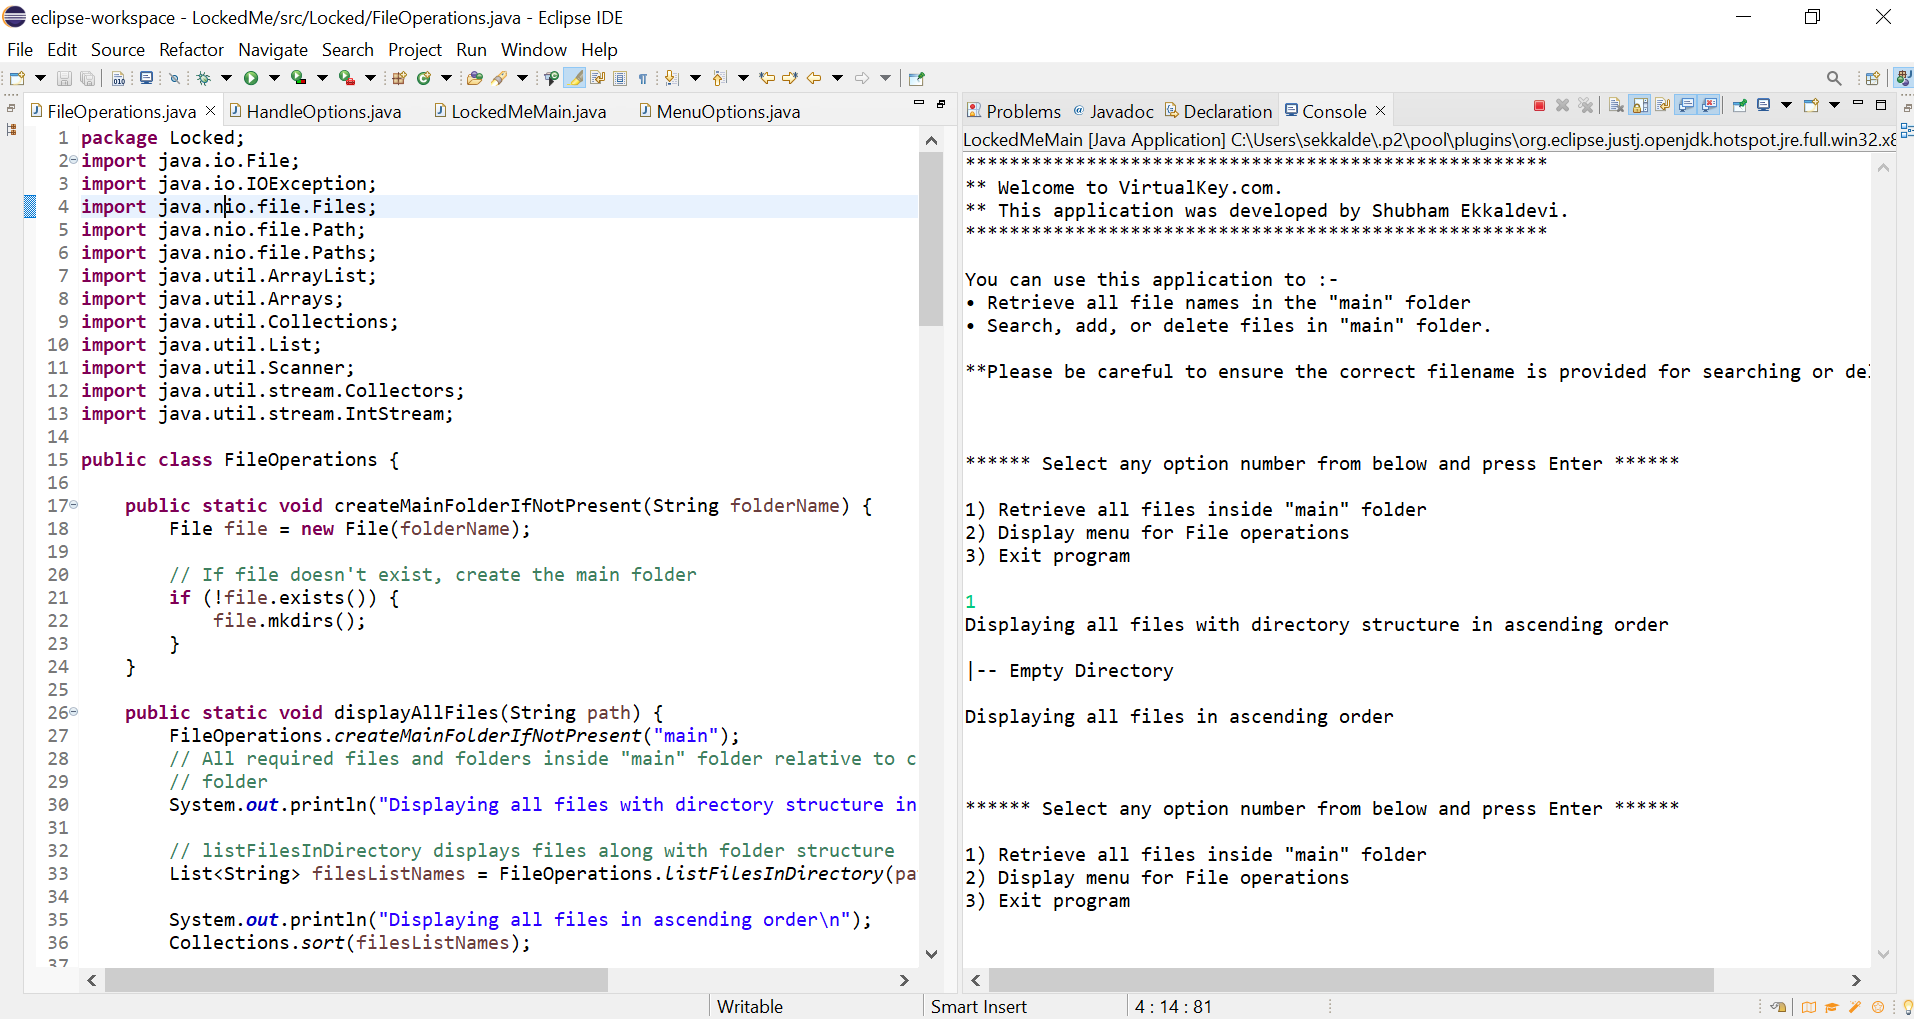 eclipse-workspace - LockedMe/src/Locked/FileOperations.java - Eclipse IDE
File Edit Source Refactor Navigate Search Project Run Window Help
FileOperations.java
HandleOptions.java
LockedMeMain.java
MenuOptions.java
1 package Locked;
2 import java.io.File;
3 import java.io.IOException;
4 import java.nio.file.Files;
5 import java.nio.file.Path;
6 import java.nio.file.Paths;
7 import java.util.ArrayList;
8 import java.util.Arrays;
9 import java.util.Collections;
10 import java.util.List;
11 import java.util.Scanner;
12 import java.util.stream.Collectors;
13 import java.util.stream.IntStream;
14
15 public class FileOperations {
16
17 public static void createMainFolderIfNotPresent(String folderName) {
18 File file = new File(folderName);
19
20 // If file doesn't exist, create the main folder
21 if (!file.exists()) {
22 file.mkdirs();
23 }
24 }
25
26 public static void displayAllFiles(String path) {
27 FileOperations.createMainFolderIfNotPresent("main");
28 // All required files and folders inside "main" folder relative to c
29 // folder
30 System.out.println("Displaying all files with directory structure in
31
32 // listFilesInDirectory displays files along with folder structure
33 List<String> filesListNames = FileOperations.listFilesInDirectory(pa
34
35 System.out.println("Displaying all files in ascending order\n");
36 Collections.sort(filesListNames);
37
Problems @ Javadoc Declaration Console
LockedMeMain [Java Application] C:\Users\sekkalde\.p2\pool\plugins\org.eclipse.justj.openjdk.hotspot.jre.full.win32.x8
*****************************************************
** Welcome to VirtualKey.com.
** This application was developed by Shubham Ekkaldevi.
*****************************************************
You can use this application to :-
• Retrieve all file names in the "main" folder
• Search, add, or delete files in "main" folder.
**Please be careful to ensure the correct filename is provided for searching or del
****** Select any option number from below and press Enter ******
1) Retrieve all files inside "main" folder
2) Display menu for File operations
3) Exit program
1
Displaying all files with directory structure in ascending order
|-- Empty Directory
Displaying all files in ascending order
****** Select any option number from below and press Enter ******
1) Retrieve all files inside "main" folder
2) Display menu for File operations
3) Exit program
Writable
Smart Insert
4 : 14 : 81